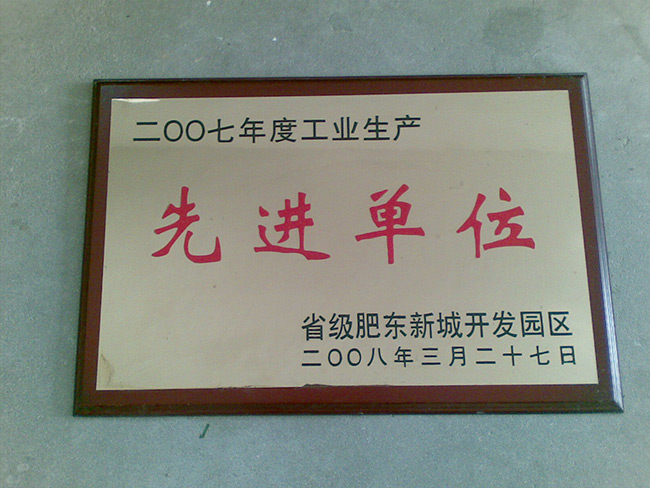 二〇〇七年度工业生产
先进单位
省级肥东新城开发园区
二〇〇八年三月二十七日